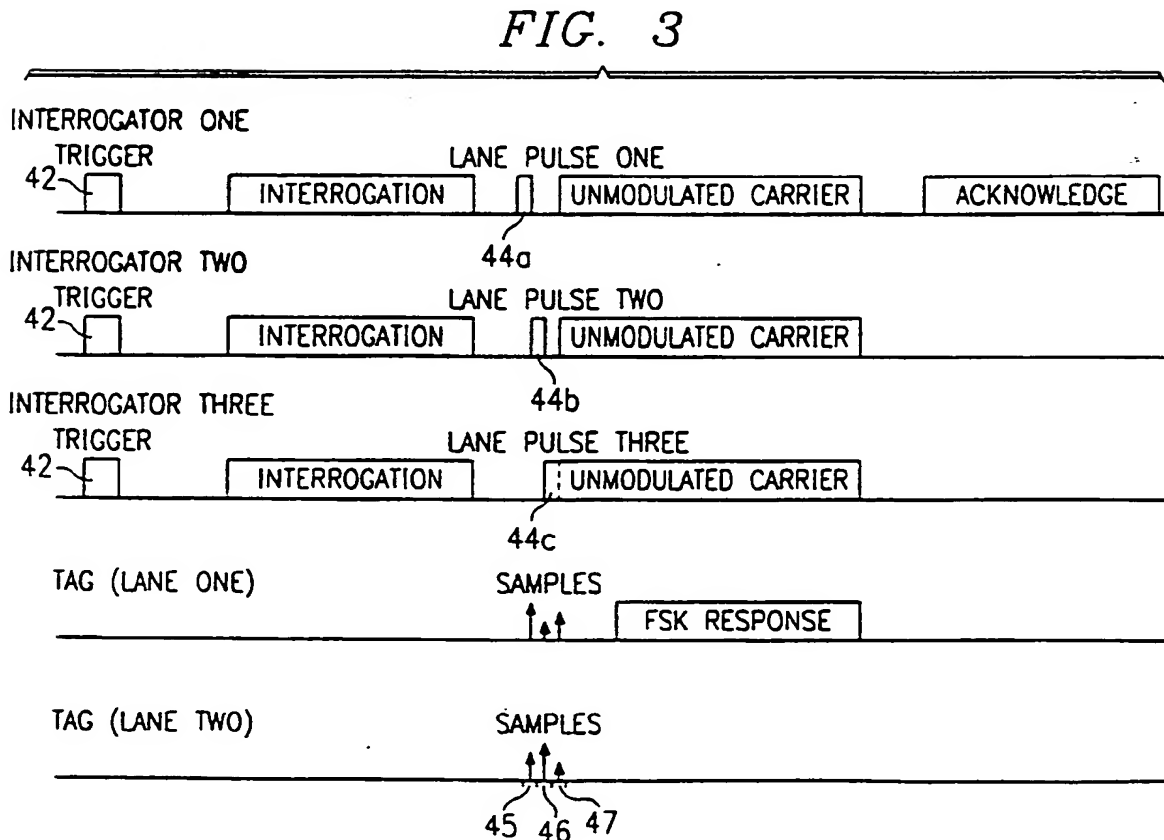 FIG. 3
INTERROGATOR ONE
TRIGGER
LANE PULSE ONE
42
INTERROGATION
UNMODULATED CARRIER
ACKNOWLEDGE
44a
INTERROGATOR TWO
TRIGGER
LANE PULSE TWO
42
INTERROGATION
UNMODULATED CARRIER
44b
INTERROGATOR THREE
TRIGGER
LANE PULSE THREE
42
INTERROGATION
UNMODULATED CARRIER
44c
TAG (LANE ONE)
SAMPLES
FSK RESPONSE
TAG (LANE TWO)
SAMPLES
45 46 47